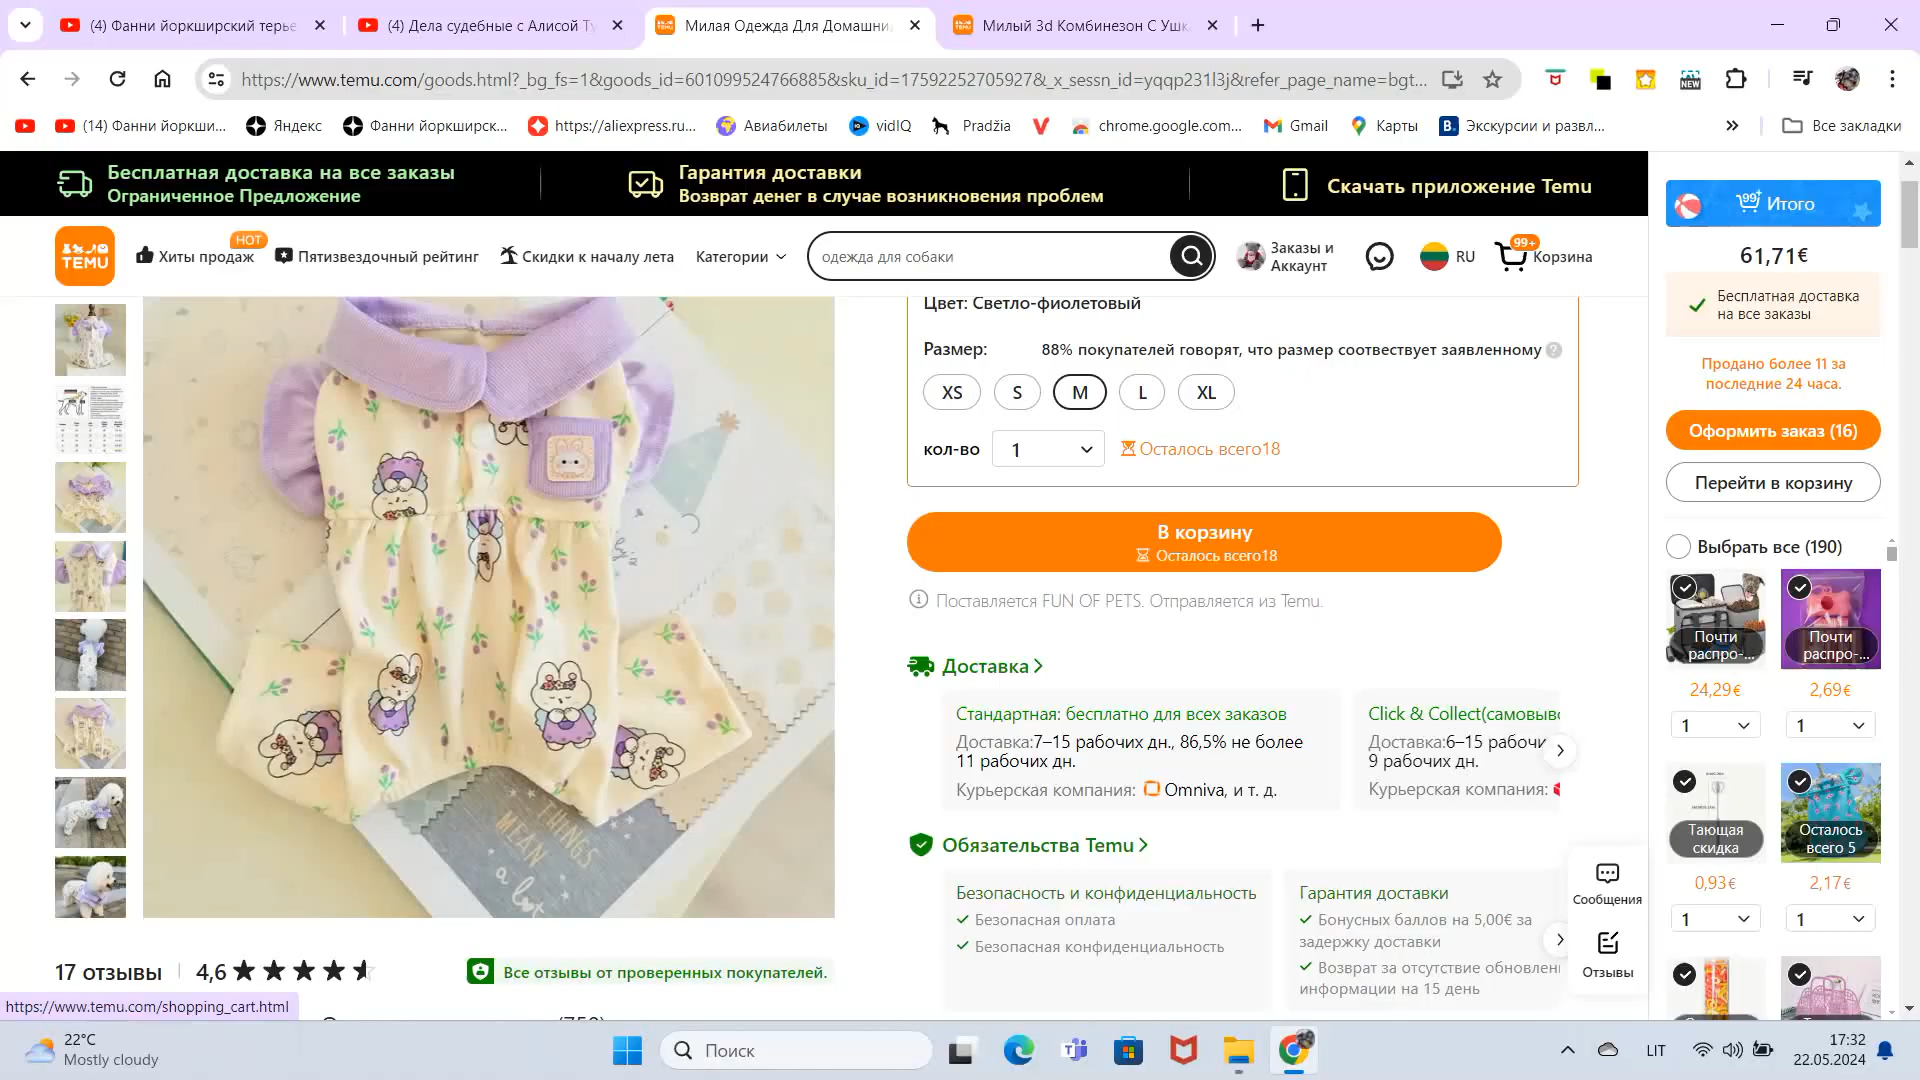 (4) Фанни йоркширский терье
(4) Дела судебные с Алисой Ту
Милая Одежда Для Домашни
Милый 3d Комбинезон С Ушк
https://www.temu.com/goods.html?_bg_fs=1&goods_id=601099524766885&sku_id=17592252705927&_x_sessn_id=yqqp231l3j&refer_page_name=bgt...
(14) Фанни йоркши...
Яндекс
Фанни йоркширск...
https://aliexpress.ru...
Авиабилеты
vidIQ
Pradžia
chrome.google.com...
Gmail
Карты
Экскурсии и развл...
Все закладки
Бесплатная доставка на все заказы
Ограниченное Предложение
Гарантия доставки
Возврат денег в случае возникновения проблем
Скачать приложение Temu
TEMU
Хиты продаж
HOT
Пятизвездочный рейтинг
Скидки к началу лета
Категории
одежда для собаки
Заказы и
Аккаунт
RU
99+
Корзина
Цвет: Светло-фиолетовый
Размер:
88% покупателей говорят, что размер соотвествует заявленному
XS
S
M
L
XL
кол-во
1
Осталось всего18
В корзину
Осталось всего18
Поставляется FUN OF PETS. Отправляется из Temu.
Доставка
Стандартная: бесплатно для всех заказов
Доставка:7–15 рабочих дн., 86,5% не более
11 рабочих дн.
Курьерская компания: Omniva, и т. д.
Click & Collect(самовыво
Доставка:6–15 рабочи
9 рабочих дн.
Курьерская компания:
Обязательства Temu
Безопасность и конфиденциальность
Безопасная оплата
Безопасная конфиденциальность
Гарантия доставки
Бонусных баллов на 5,00€ за
задержку доставки
Возврат за отсутствие обновлен
информации на 15 день
THINGS
MEAN
a lot
17 отзывы
4,6
Все отзывы от проверенных покупателей.
https://www.temu.com/shopping_cart.html
Сообщения
Отзывы
99+
Итого
61,71€
Бесплатная доставка
на все заказы
Продано более 11 за
последние 24 часа.
Оформить заказ (16)
Перейти в корзину
Выбрать все (190)
Почти
распро-...
Почти
распро-...
24,29€
2,69€
1
1
Тающая
скидка
Осталось
всего 5
0,93€
2,17€
1
1
22°C
Mostly cloudy
Поиск
LIT
17:32
22.05.2024